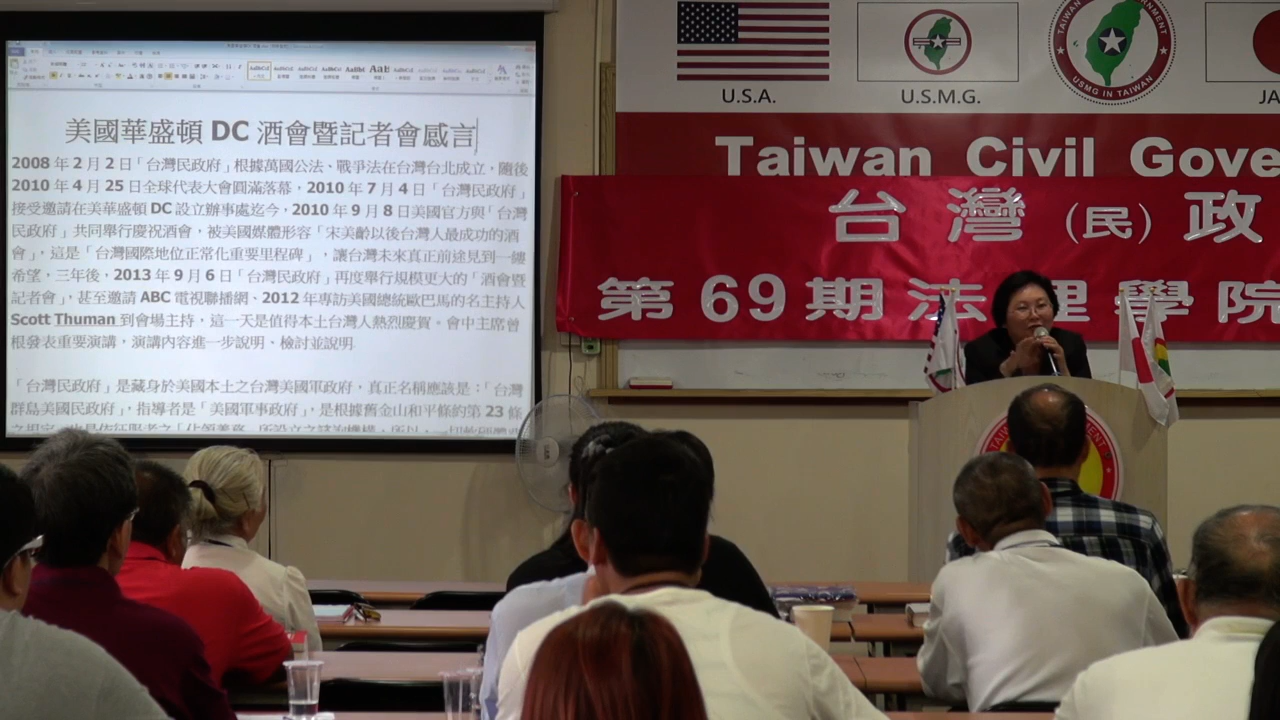 美國華盛頓 DC 酒會暨記者會感言
2008 年 2 月 2 日「台灣民政府」根據萬國公法、戰爭法在台灣台北成立，隨後
2010 年 4 月 25 日全球代表大會圓滿落幕，2010 年 7 月 4 日「台灣民政府」
接受邀請在美華盛頓 DC 設立辦事處迄今，2010 年 9 月 8 日美國官方與「台灣
民政府」共同舉行慶祝酒會，被美國媒體形容「宋美齡以後台灣人最成功的酒
會」，這是「台灣國際地位正常化重要里程碑」，讓台灣未來真正前途見到一縷
希望，三年後，2013 年 9 月 6 日「台灣民政府」再度舉行規模更大的「酒會暨
記者會」，甚至邀請 ABC 電視聯播網、2012 年專訪美國總統歐巴馬的名主持人
Scott Thuman 到會場主持，這一天是值得本土台灣人熱烈慶賀。會中主席曾
根發表重要演講，演講內容進一步說明、檢討並說明.
「台灣民政府」是藏身於美國本土之台灣美國軍政府，真正名稱應該是：「台灣
群島美國民政府」，指導者是「美國軍事政府」，是根據舊金山和平條約第 23 條
U.S.A.
U.S.M.G.
USMG IN TAIWAN
JA
Taiwan Civil Gove
台灣（民）政
第69期法理學院